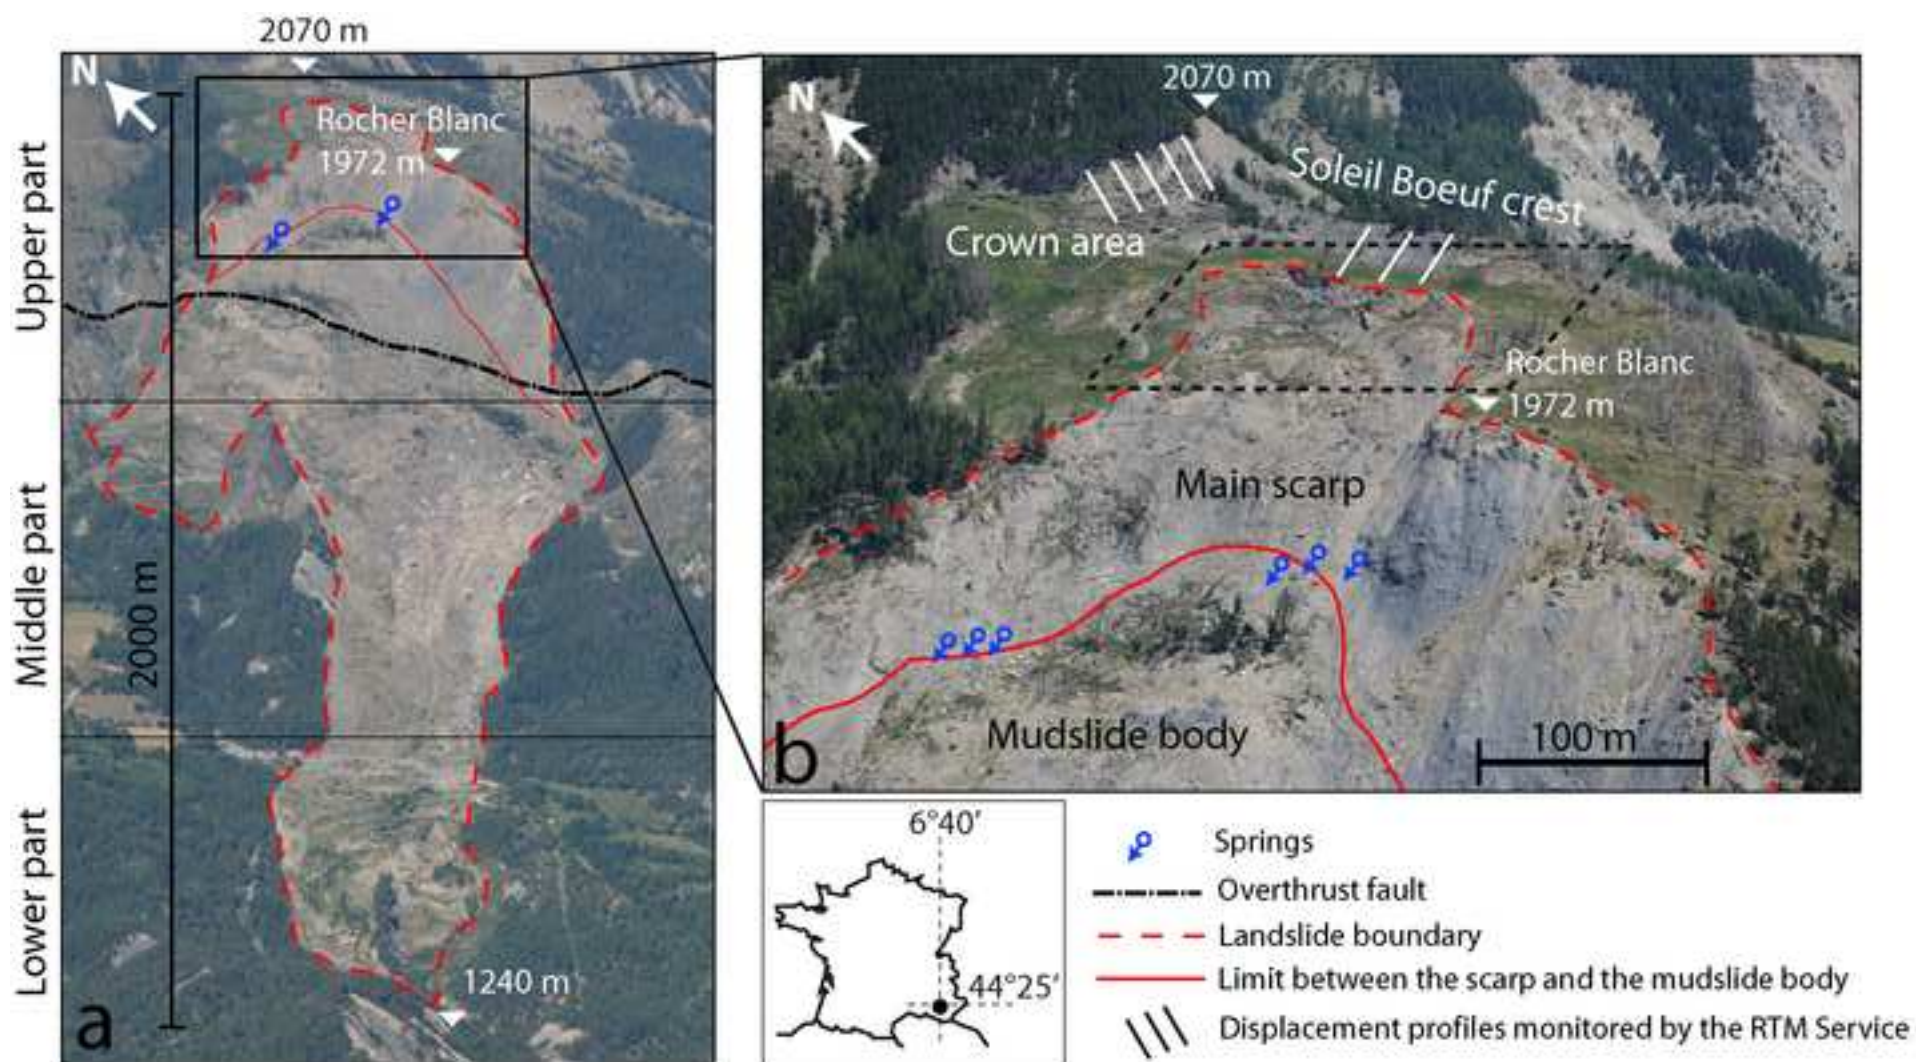 2070 m
N
Rocher Blanc
1972 m
Upper part
Middle part
Lower part
2000 m
1240 m
a
N
2070 m
Soleil Boeuf crest
Crown area
Rocher Blanc
1972 m
Main scarp
Mudslide body
100 m
b
6°40'
44°25'
Springs
Overthrust fault
Landslide boundary
Limit between the scarp and the mudslide body
Displacement profiles monitored by the RTM Service